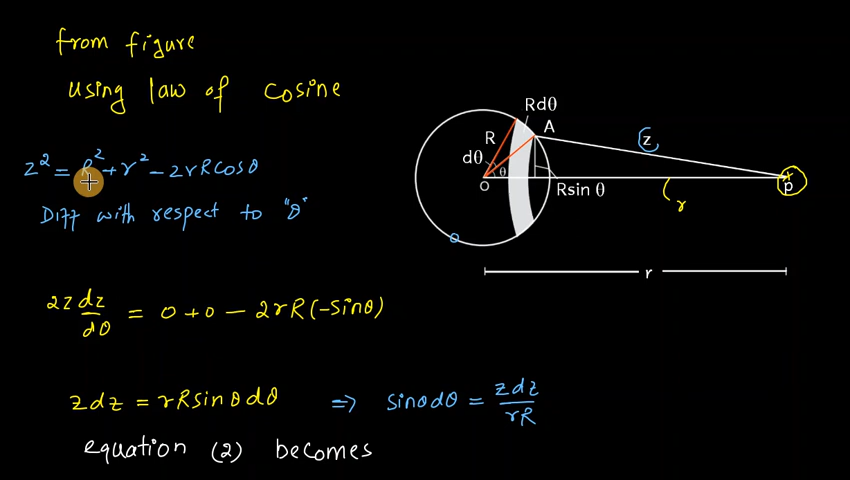 from figure
using law of cosine
z² = R² + r² - 2rRcosθ
Diff with respect to "θ"
2z dz/dθ = 0 + 0 - 2rR(-sinθ)
z dz = rRsinθdθ ⇒ sinθdθ = zdz/rR
equation (2) becomes
Rdθ
A
R
z
dθ
θ
O
Rsin θ
P
r
r